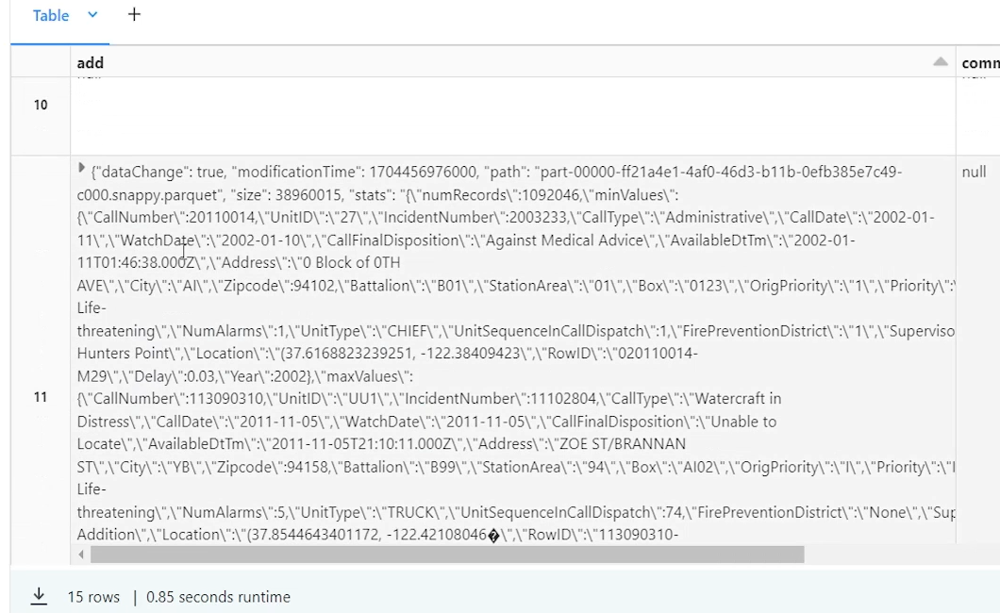 Table
add
comm
null
10
{"dataChange": true, "modificationTime": 1704456976000, "path": "part-00000-ff21a4e1-4af0-46d3-b11b-0efb385e7c49-
c000.snappy.parquet", "size": 38960015, "stats": "{\"numRecords\":1092046,\"minValues\":
{\"CallNumber\":20110014,\"UnitID\":\"27\",\"IncidentNumber\":2003233,\"CallType\":\"Administrative\",\"CallDate\":\"2002-01-
11\",\"WatchDate\":\"2002-01-10\",\"CallFinalDisposition\":\"Against Medical Advice\",\"AvailableDtTm\":\"2002-01-
11T01:46:38.000Z\",\"Address\":\"0 Block of 0TH
AVE\",\"City\":\"AI\",\"Zipcode\":94102,\"Battalion\":\"B01\",\"StationArea\":\"01\",\"Box\":\"0123\",\"OrigPriority\":\"1\",\"Priority\":\"
Life-
threatening\",\"NumAlarms\":1,\"UnitType\":\"CHIEF\",\"UnitSequenceInCallDispatch\":1,\"FirePreventionDistrict\":\"1\",\"Superviso
Hunters Point\",\"Location\":\"(37.6168823239251, -122.38409423\",\"RowID\":\"020110014-
M29\",\"Delay\":0.03,\"Year\":2002},\"maxValues\":
11
{\"CallNumber\":113090310,\"UnitID\":\"UU1\",\"IncidentNumber\":11102804,\"CallType\":\"Watercraft in
Distress\",\"CallDate\":\"2011-11-05\",\"WatchDate\":\"2011-11-05\",\"CallFinalDisposition\":\"Unable to
Locate\",\"AvailableDtTm\":\"2011-11-05T21:10:11.000Z\",\"Address\":\"ZOE ST/BRANNAN
ST\",\"City\":\"YB\",\"Zipcode\":94158,\"Battalion\":\"B99\",\"StationArea\":\"94\",\"Box\":\"AI02\",\"OrigPriority\":\"I\",\"Priority\":\"I
Life-
threatening\",\"NumAlarms\":5,\"UnitType\":\"TRUCK\",\"UnitSequenceInCallDispatch\":74,\"FirePreventionDistrict\":\"None\",\"Sup
Addition\",\"Location\":\"(37.8544643401172, -122.42108046�\",\"RowID\":\"113090310-
15 rows | 0.85 seconds runtime